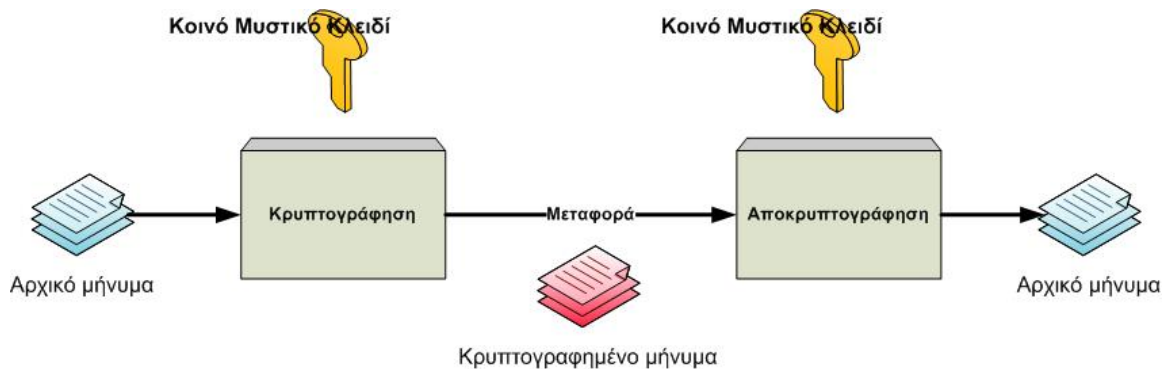 Κοινό Μυστικό Κλειδί
Κοινό Μυστικό Κλειδί
Κρυπτογράφηση
Μεταφορά
Αποκρυπτογράφηση
Αρχικό μήνυμα
Αρχικό μήνυμα
Κρυπτογραφημένο μήνυμα